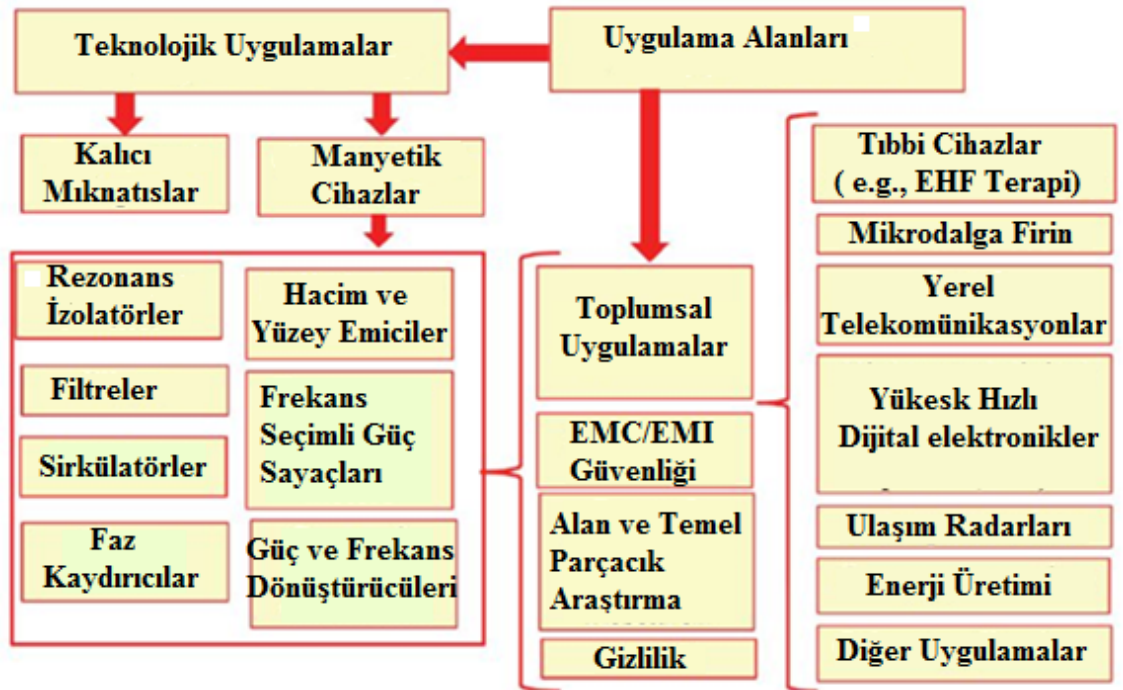 Teknolojik Uygulamalar
Uygulama Alanları
Kalıcı
Mıknatıslar
Manyetik
Cihazlar
Rezonans
İzolatörler
Filtreler
Sirkülatörler
Faz
Kaydırıcılar
Hacim ve
Yüzey Emiciler
Frekans
Seçimli Güç
Sayaçları
Güç ve Frekans
Dönüştürücüleri
Toplumsal
Uygulamalar
EMC/EMI
Güvenliği
Alan ve Temel
Parçacık
Araştırma
Gizlilik
Tıbbi Cihazlar
( e.g., EHF Terapi)
Mikrodalga Firin
Yerel
Telekomünikasyonlar
Yükesk Hızlı
Dijital elektronikler
Ulaşım Radarları
Enerji Üretimi
Diğer Uygulamalar